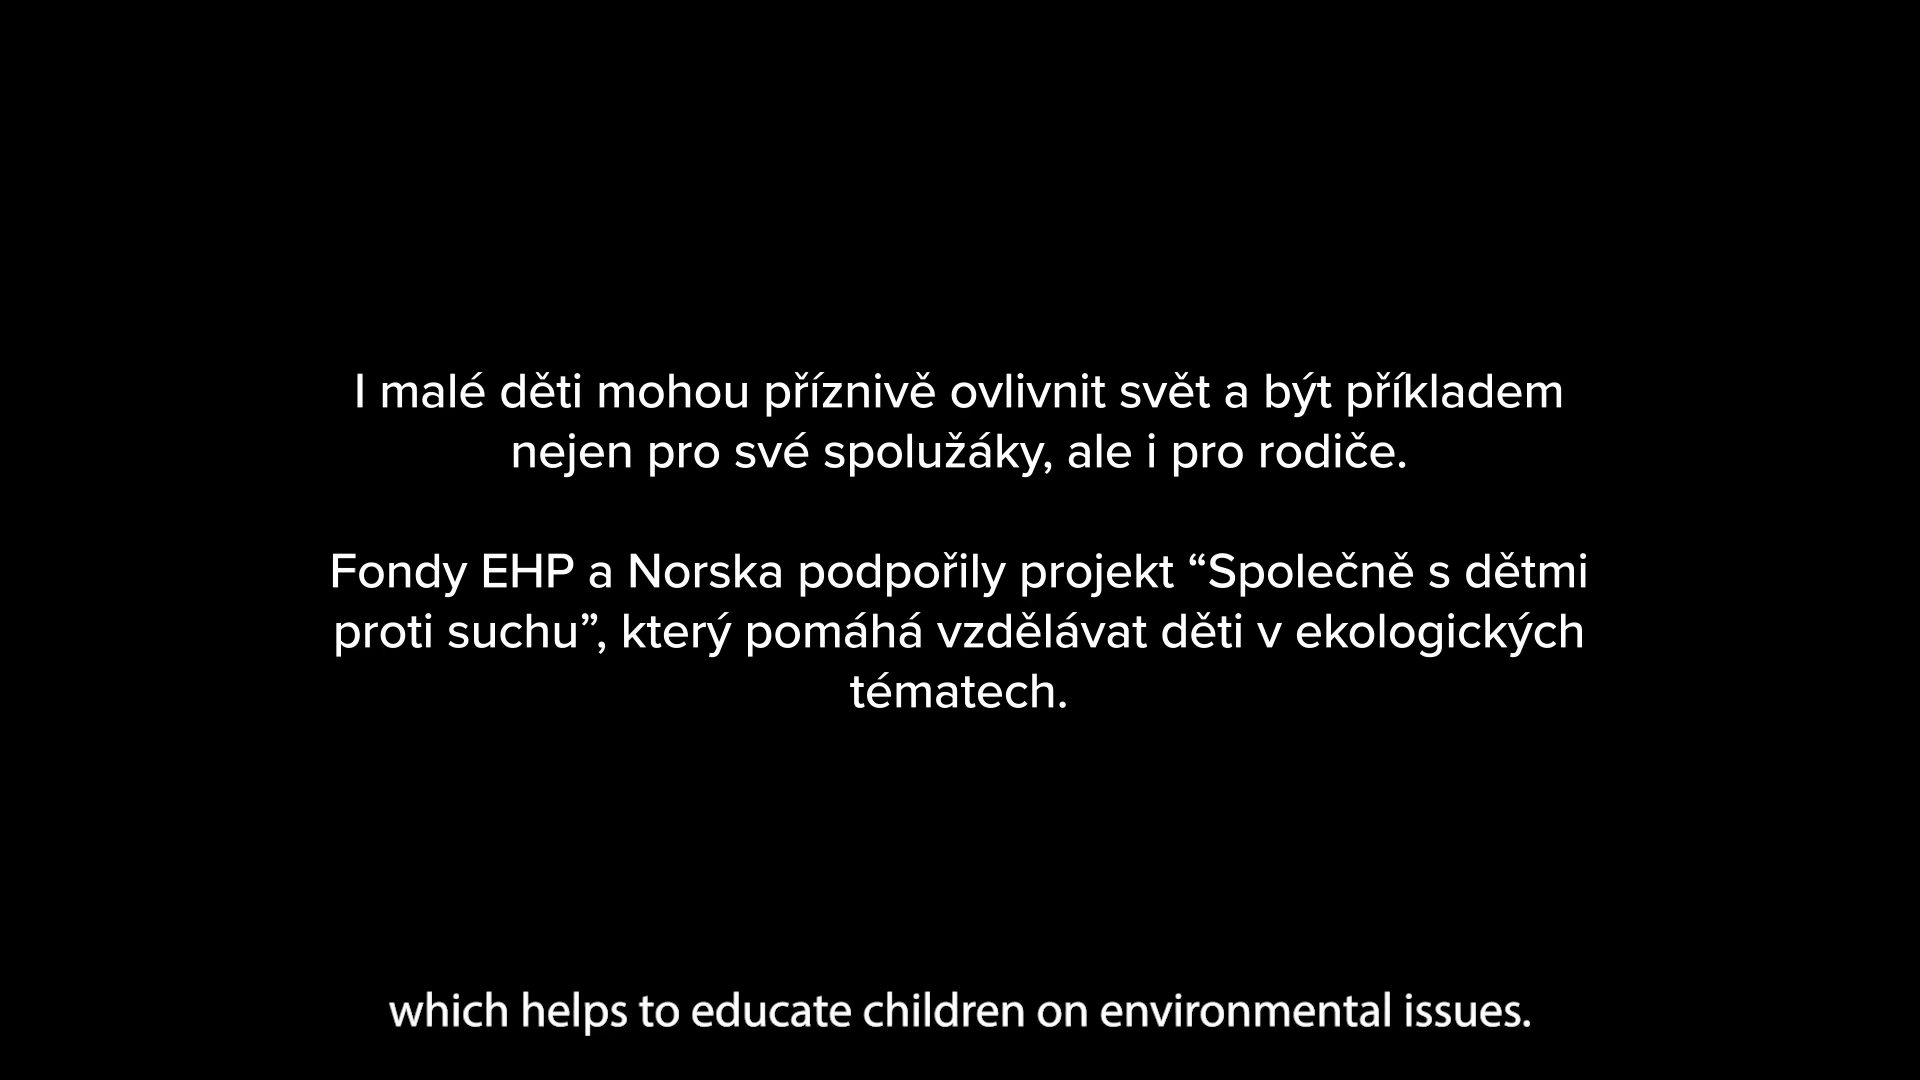 I malé děti mohou příznivě ovlivnit svět a být příkladem
nejen pro své spolužáky, ale i pro rodiče.
Fondy EHP a Norska podpořily projekt “Společně s dětmi
proti suchu”, který pomáhá vzdělávat děti v ekologických
tématech.
which helps to educate children on environmental issues.